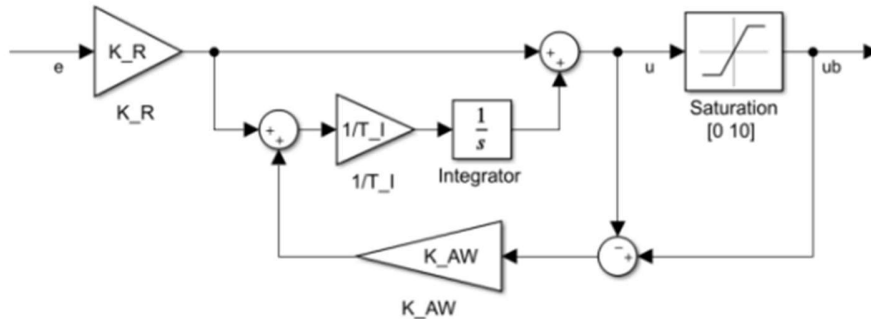 K_R
+
+
e
u
ub
K_R
Saturation
[0 10]
+
+
1/T_I
1
s
1/T_I
Integrator
K_AW
−
+
K_AW